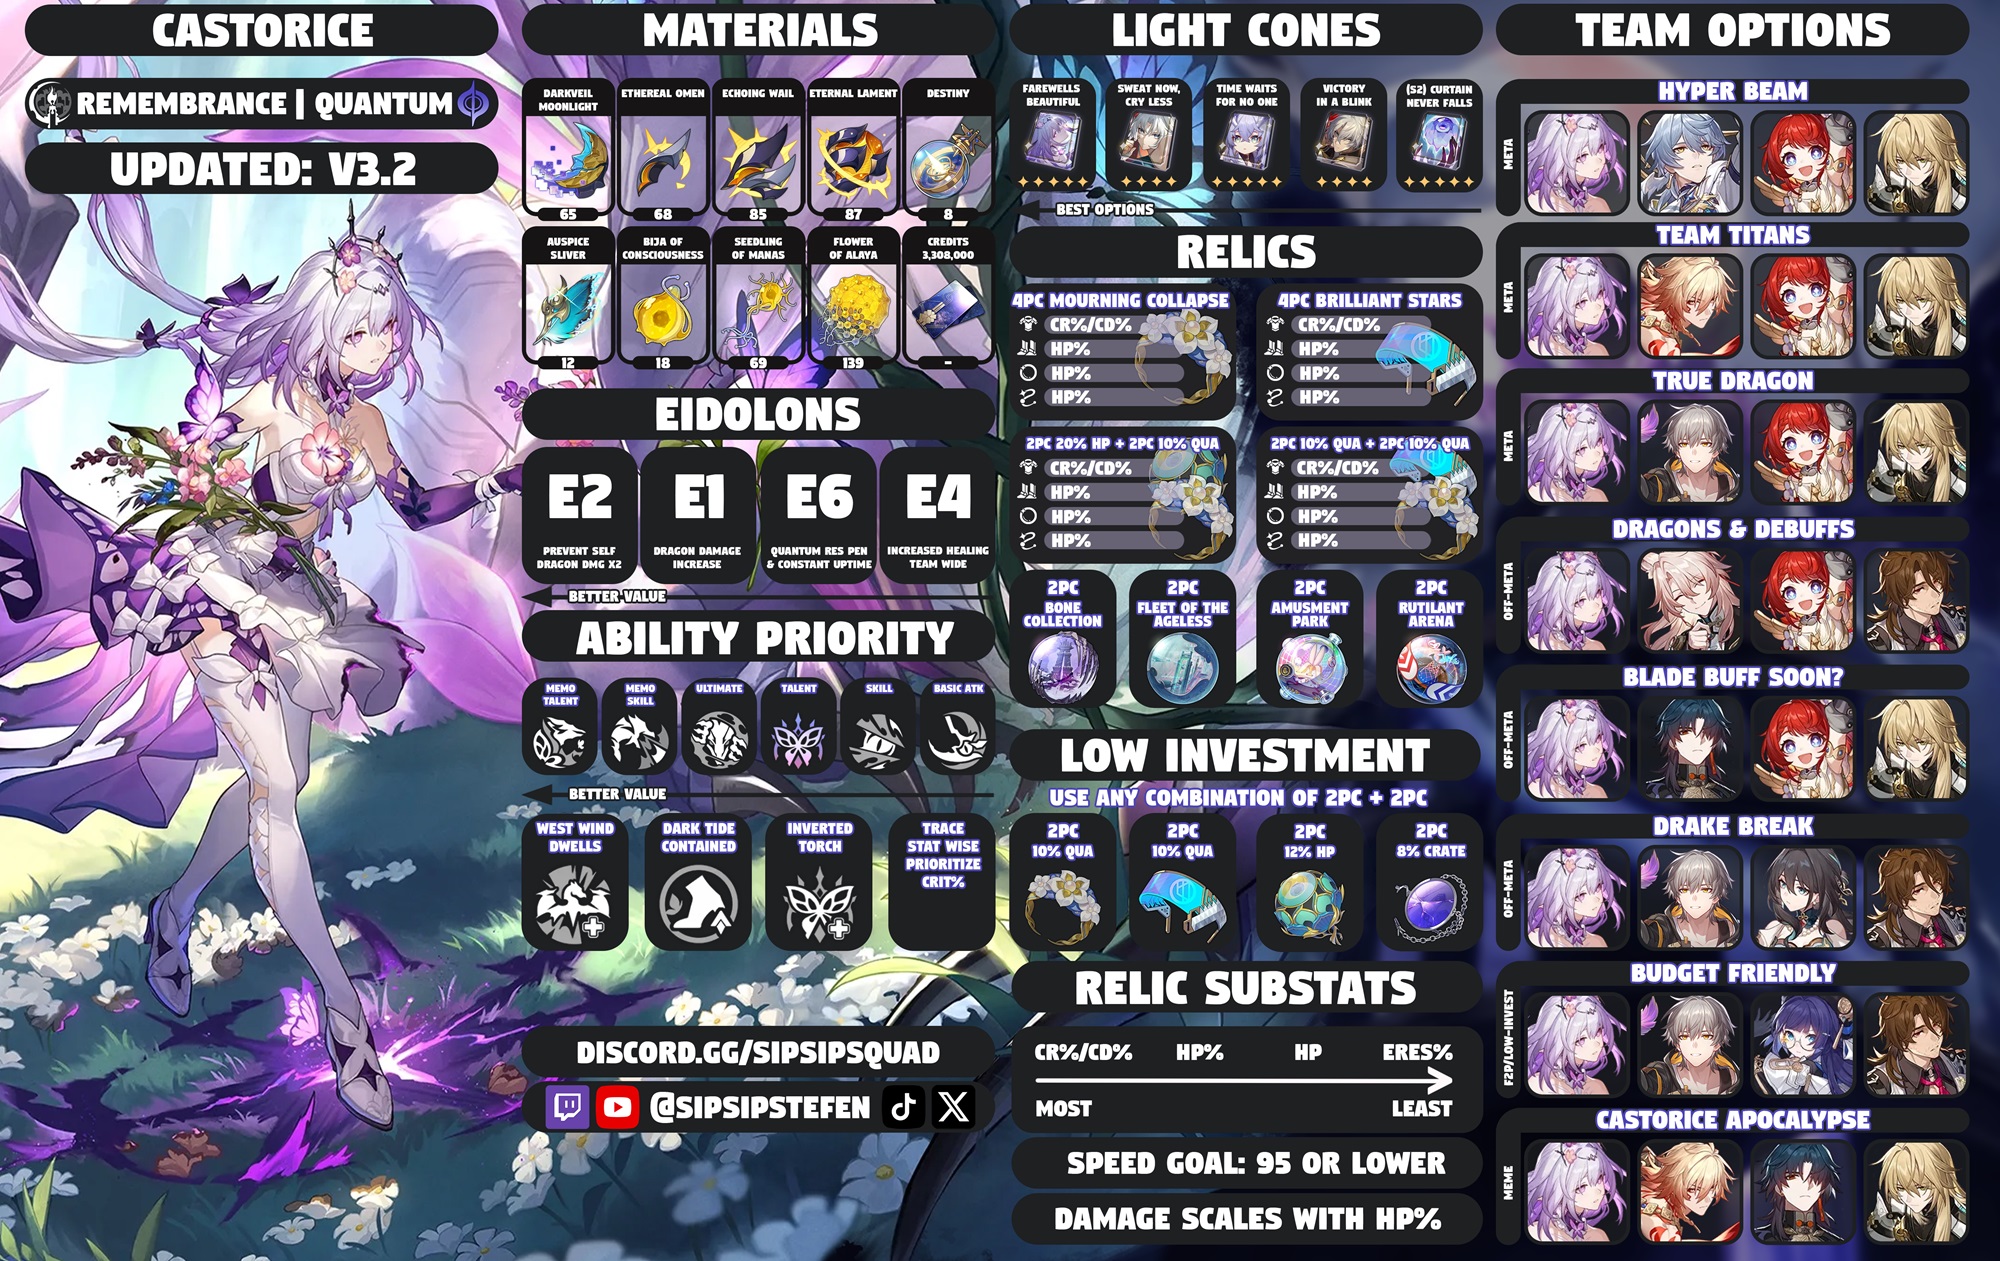 CASTORICE
REMEMBRANCE | QUANTUM
UPDATED: V3.2
MATERIALS
DARKVEIL
MOONLIGHT
65
ETHEREAL OMEN
68
ECHOING WAIL
85
ETERNAL LAMENT
87
DESTINY
8
AUSPICE
SLIVER
12
BIJA OF
CONSCIOUSNESS
18
SEEDLING
OF MANAS
69
FLOWER
OF ALAYA
139
CREDITS
3,308,000
-
EIDOLONS
E2
PREVENT SELF
DRAGON DMG X2
E1
DRAGON DAMAGE
INCREASE
E6
QUANTUM RES PEN
& CONSTANT UPTIME
E4
INCREASED HEALING
TEAM WIDE
BETTER VALUE
ABILITY PRIORITY
MEMO
TALENT
MEMO
SKILL
ULTIMATE
TALENT
SKILL
BASIC ATK
BETTER VALUE
WEST WIND
DWELLS
DARK TIDE
CONTAINED
INVERTED
TORCH
TRACE
STAT WISE
PRIORITIZE
CRIT%
DISCORD.GG/SIPSIPSQUAD
@SIPSIPSTEFEN
LIGHT CONES
FAREWELLS
BEAUTIFUL
SWEAT NOW,
CRY LESS
TIME WAITS
FOR NO ONE
VICTORY
IN A BLINK
(S2) CURTAIN
NEVER FALLS
BEST OPTIONS
RELICS
4PC MOURNING COLLAPSE
CR%/CD%
HP%
HP%
HP%
4PC BRILLIANT STARS
CR%/CD%
HP%
HP%
HP%
2PC 20% HP + 2PC 10% QUA
CR%/CD%
HP%
HP%
HP%
2PC 10% QUA + 2PC 10% QUA
CR%/CD%
HP%
HP%
HP%
2PC
BONE
COLLECTION
2PC
FLEET OF THE
AGELESS
2PC
AMUSMENT
PARK
2PC
RUTILANT
ARENA
LOW INVESTMENT
USE ANY COMBINATION OF 2PC + 2PC
2PC
10% QUA
2PC
10% QUA
2PC
12% HP
2PC
8% CRATE
RELIC SUBSTATS
CR%/CD% HP% HP ERES%
MOST LEAST
SPEED GOAL: 95 OR LOWER
DAMAGE SCALES WITH HP%
TEAM OPTIONS
HYPER BEAM
META
TEAM TITANS
META
TRUE DRAGON
META
DRAGONS & DEBUFFS
OFF-META
BLADE BUFF SOON?
OFF-META
DRAKE BREAK
OFF-META
BUDGET FRIENDLY
F2P/LOW-INVEST
CASTORICE APOCALYPSE
MEME